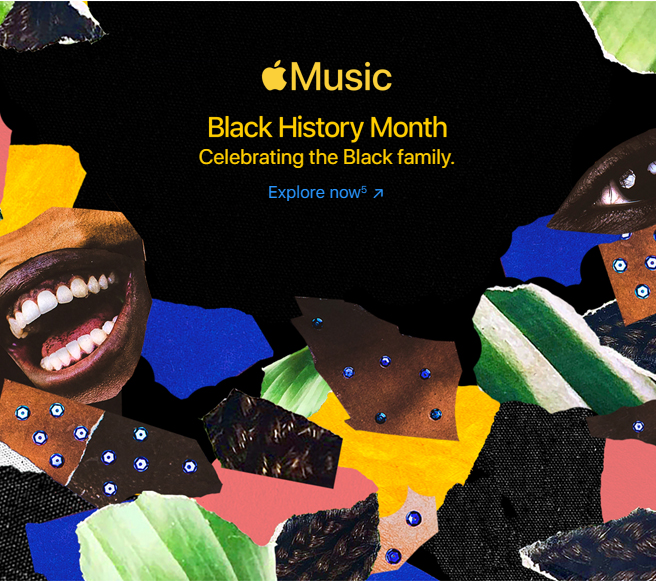 Music
Black History Month
Celebrating the Black family.
Explore now⁵ ↗